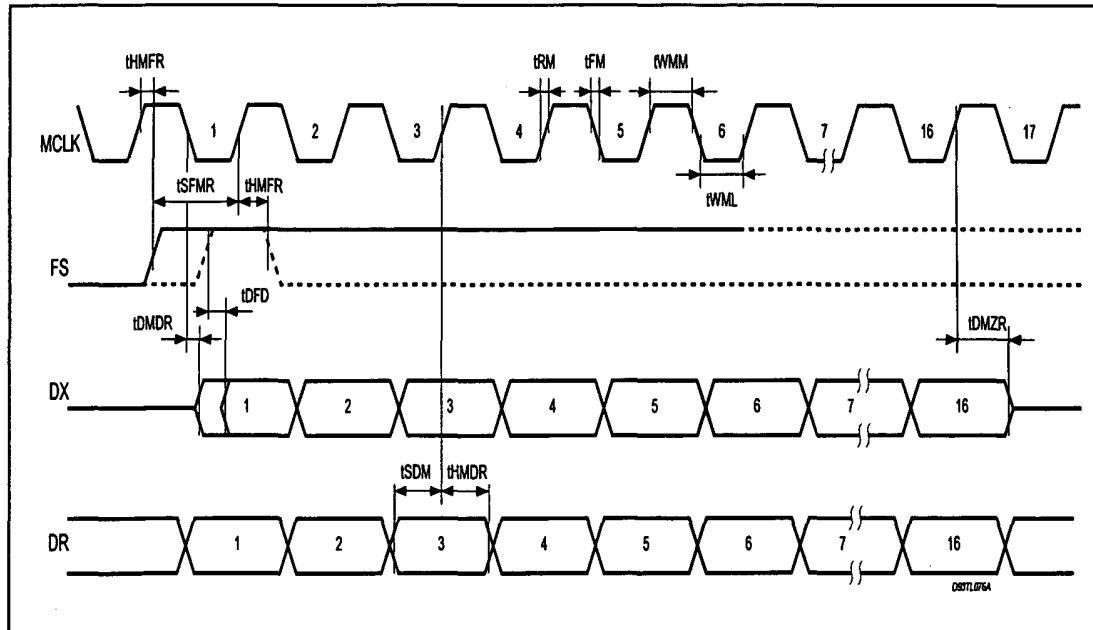 tHMFR tRM tFM tWMM
MCLK 1 2 3 4 5 6 7 16 17
tSFMR tHMFR tWML
FS
tDFD
tDMDR tDMZR
DX 1 2 3 4 5 6 7 16
tSDM tHMDR
DR 1 2 3 4 5 6 7 16
D93TL076A